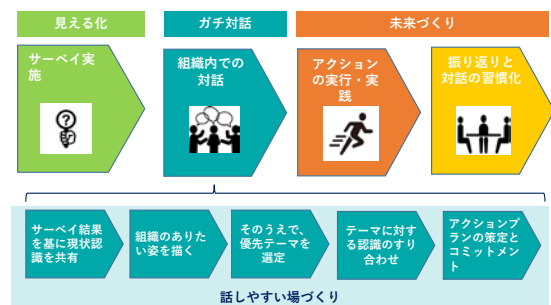 見える化
ガチ対話
未来づくり
サーベイ実
施
組織内での
対話
アクション
の実行・実
践
振り返りと
対話の習慣化
?
サーベイ結果
を基に現状認
識を共有
組織のありた
い姿を描く
そのうえで、
優先テーマを
選定
テーマに対す
る認識のすり
合わせ
アクションプ
ランの策定と
コミットメン
ト
話しやすい場づくり